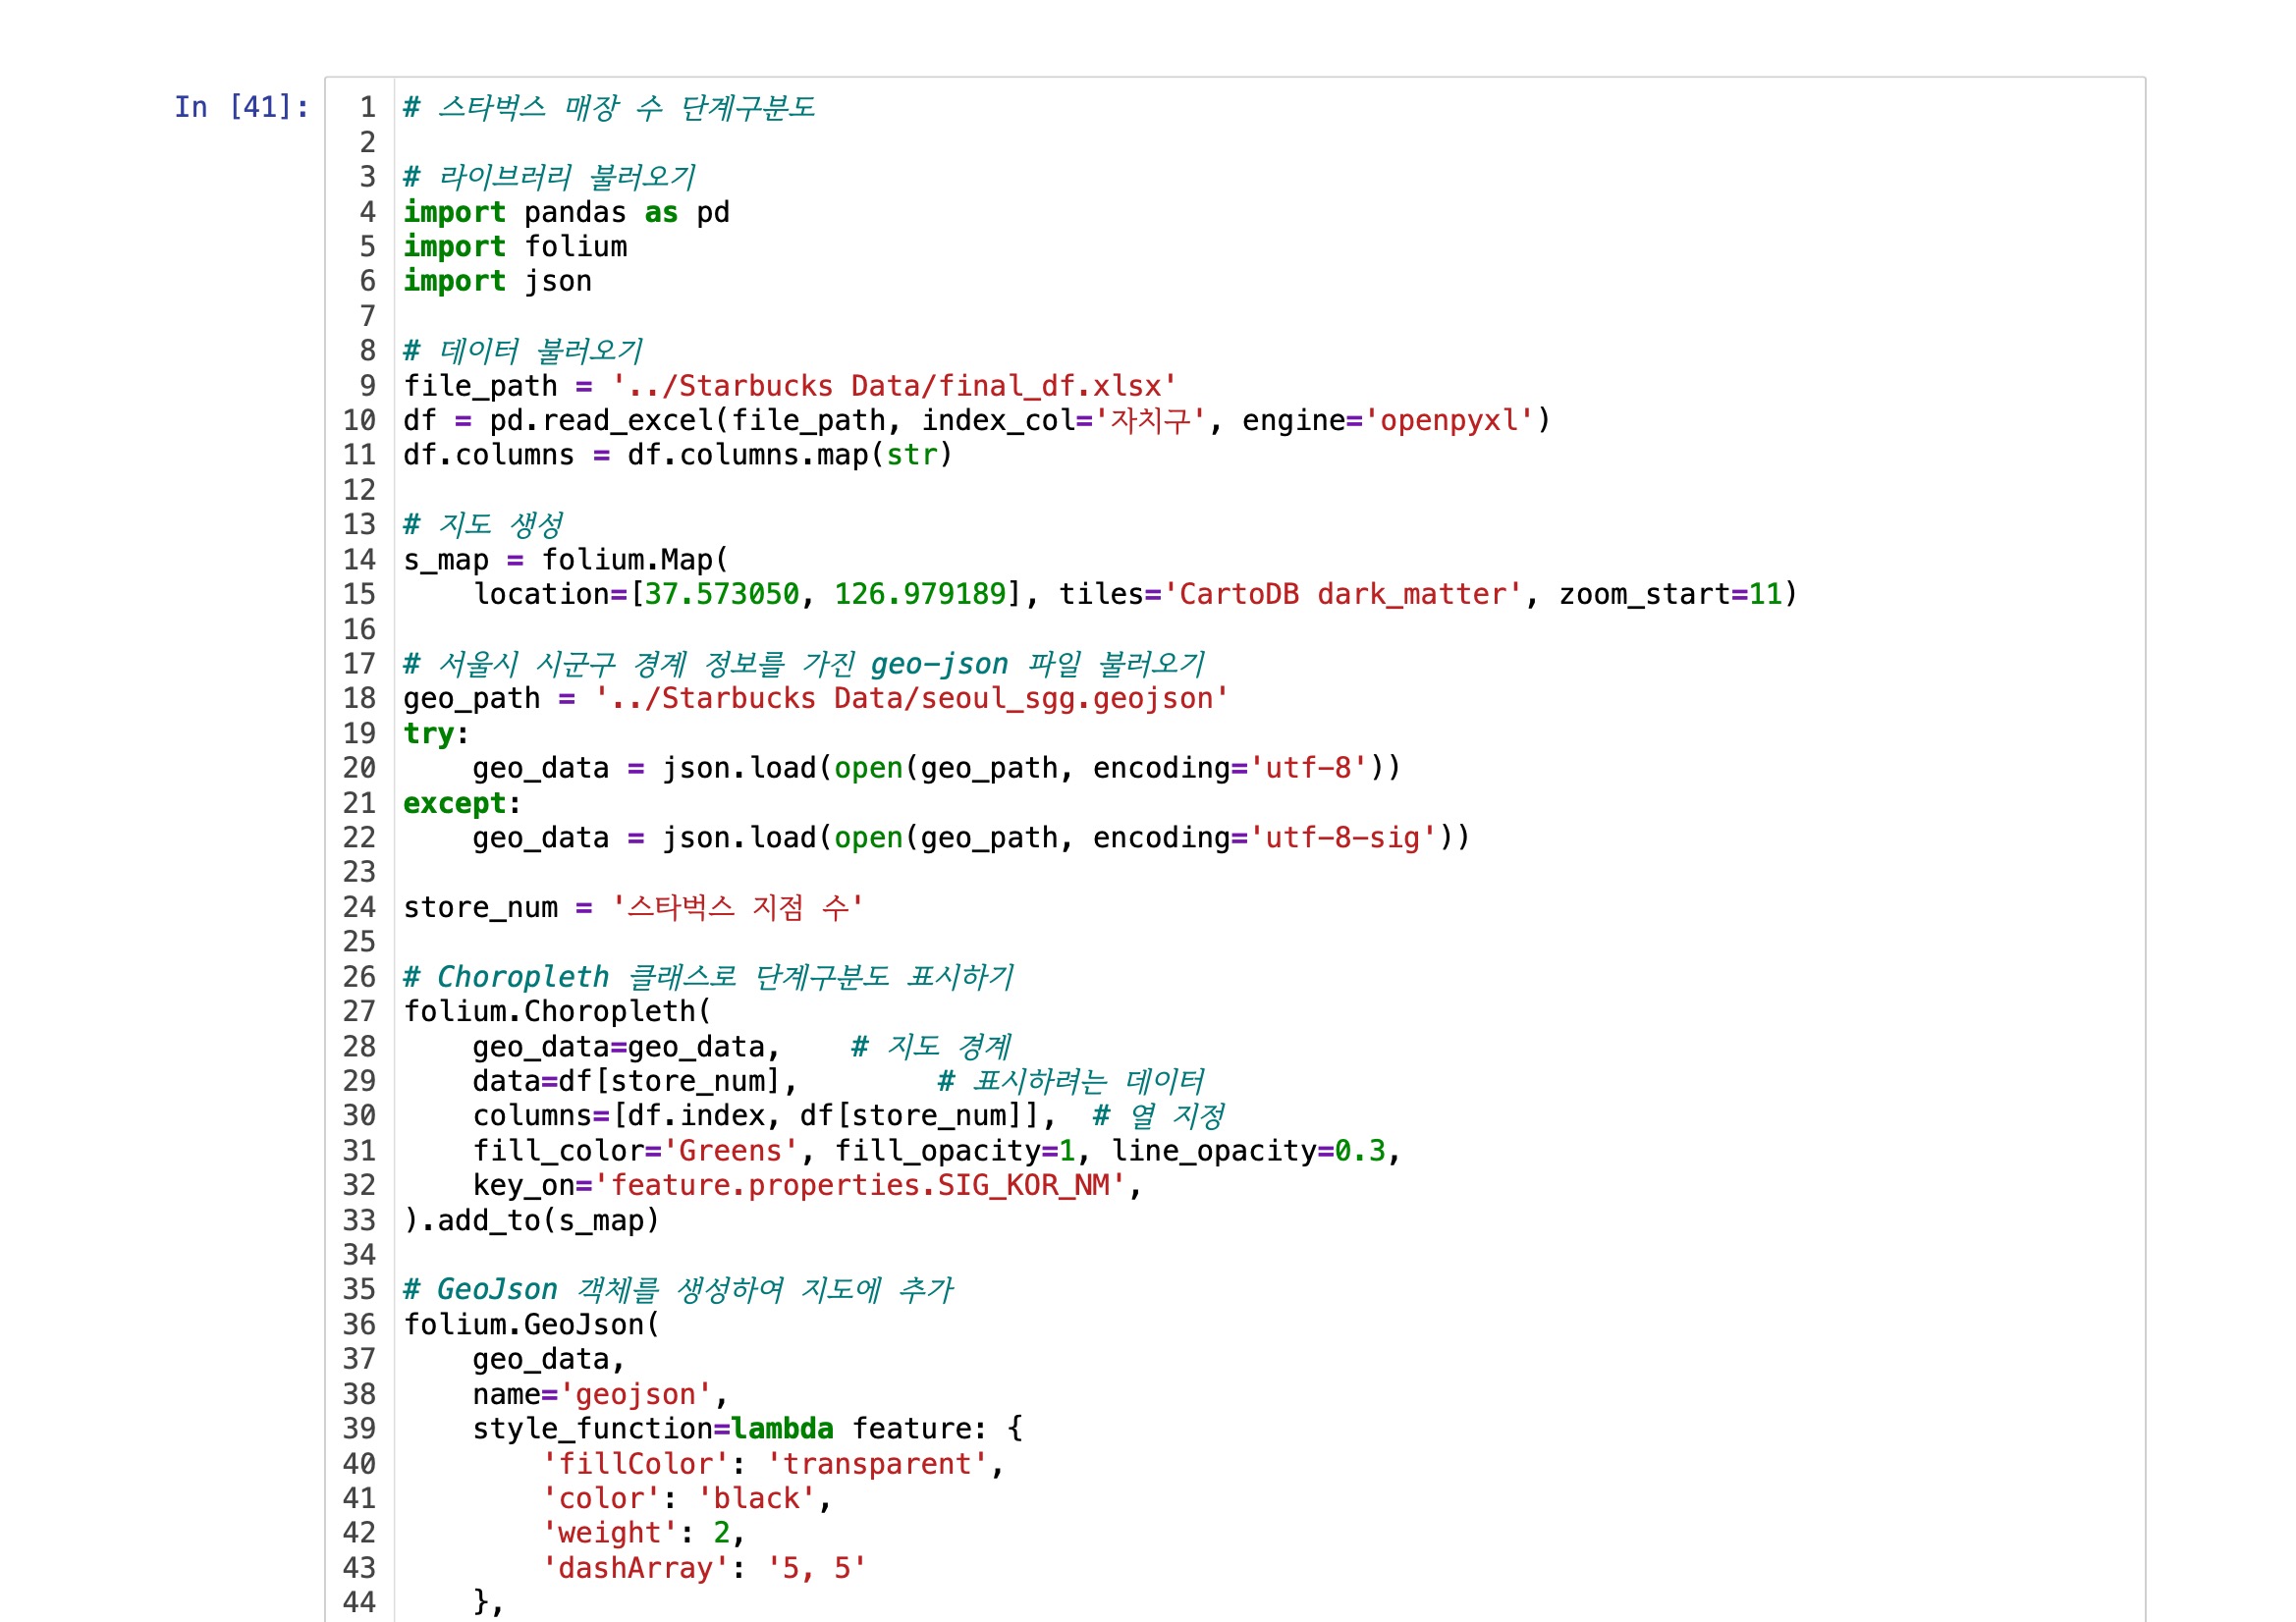 In [41]:
1 # 스타벅스 매장 수 단계구분도
2
3 # 라이브러리 불러오기
4 import pandas as pd
5 import folium
6 import json
7
8 # 데이터 불러오기
9 file_path = '../Starbucks Data/final_df.xlsx'
10 df = pd.read_excel(file_path, index_col='자치구', engine='openpyxl')
11 df.columns = df.columns.map(str)
12
13 # 지도 생성
14 s_map = folium.Map(
15     location=[37.573050, 126.979189], tiles='CartoDB dark_matter', zoom_start=11)
16
17 # 서울시 시군구 경계 정보를 가진 geo-json 파일 불러오기
18 geo_path = '../Starbucks Data/seoul_sgg.geojson'
19 try:
20     geo_data = json.load(open(geo_path, encoding='utf-8'))
21 except:
22     geo_data = json.load(open(geo_path, encoding='utf-8-sig'))
23
24 store_num = '스타벅스 지점 수'
25
26 # Choropleth 클래스로 단계구분도 표시하기
27 folium.Choropleth(
28     geo_data=geo_data,    # 지도 경계
29     data=df[store_num],        # 표시하려는 데이터
30     columns=[df.index, df[store_num]],  # 열 지정
31     fill_color='Greens', fill_opacity=1, line_opacity=0.3,
32     key_on='feature.properties.SIG_KOR_NM',
33 ).add_to(s_map)
34
35 # GeoJson 객체를 생성하여 지도에 추가
36 folium.GeoJson(
37     geo_data,
38     name='geojson',
39     style_function=lambda feature: {
40         'fillColor': 'transparent',
41         'color': 'black',
42         'weight': 2,
43         'dashArray': '5, 5'
44     },